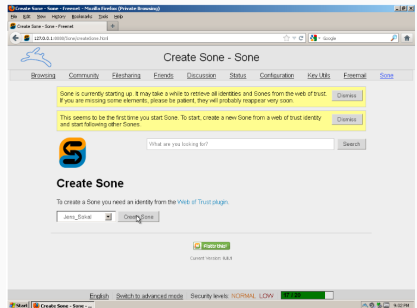 Create Sone - Sone - Freenet - Mozilla Firefox (Private Browsing)
File Edit View History Bookmarks Tools Help
Create Sone - Sone - Freenet
127.0.0.1:8888/Sone/createSone.html
Google
Create Sone - Sone
Browsing Community Filesharing Friends Discussion Status Configuration Key Utils Freemail Sone
Sone is currently starting up. It may take a while to retrieve all identities and Sones from the web of trust. If you are missing some elements, please be patient, they will probably reappear very soon.
Dismiss
This seems to be the first time you start Sone. To start, create a new Sone from a web of trust identity and start following other Sones.
Dismiss
What are you looking for?
Search
Create Sone
To create a Sone you need an identity from the Web of Trust plugin.
Create Sone
Flattr this!
English Switch to advanced mode Security levels: NORMAL LOW
Start
Create Sone - Sone - ...
9:02 PM